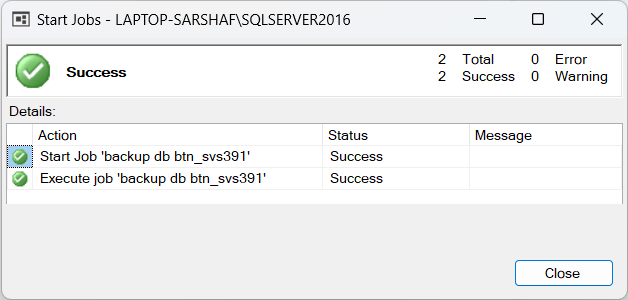 Start Jobs - LAPTOP-SARSHAF\SQLSERVER2016
Success
2 Total 0 Error
2 Success 0 Warning
Details:
Action Status Message
Start Job 'backup db btn_svs391' Success
Execute job 'backup db btn_svs391' Success
Close